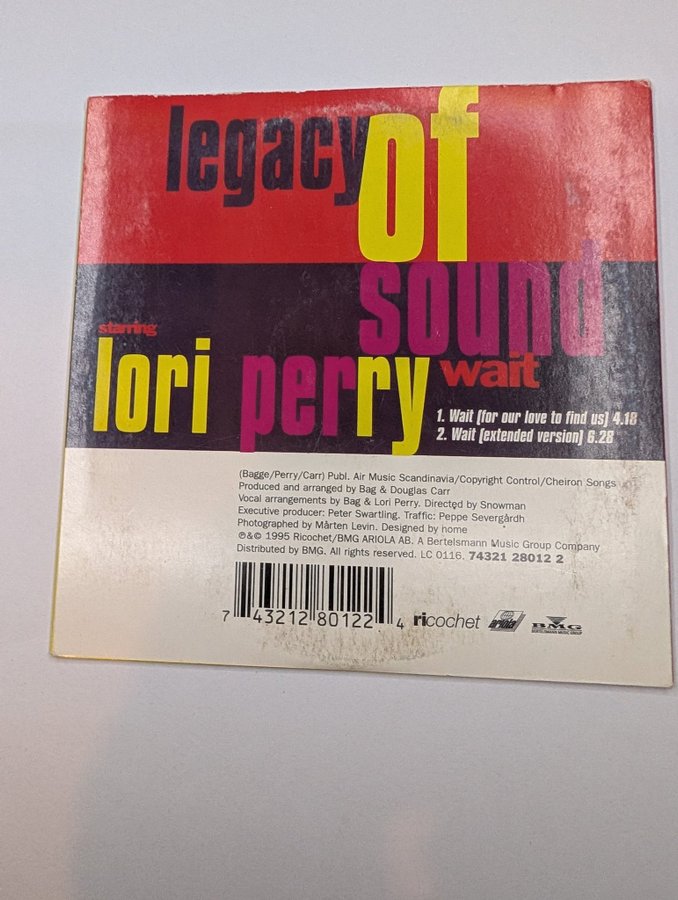 legacy
of
sound
starring
lori perry
wait
1. Wait (for our love to find us) 4.18
2. Wait (extended version) 6.28
(Bagge/Perry/Carr) Publ. Air Music Scandinavia/Copyright Control/Cheiron Songs
Produced and arranged by Bag & Douglas Carr
Vocal arrangements by Bag & Lori Perry. Directed by Snowman
Executive producer: Peter Swartling. Traffic: Peppe Severgårdh
Photographed by Mårten Levin. Designed by home
℗&© 1995 Ricochet/BMG ARIOLA AB. A Bertelsmann Music Group Company
Distributed by BMG. All rights reserved. LC 0116. 74321 28012 2
7 43212 80122 4
ricochet
ariola
BMG
BERTELSMANN MUSIC GROUP